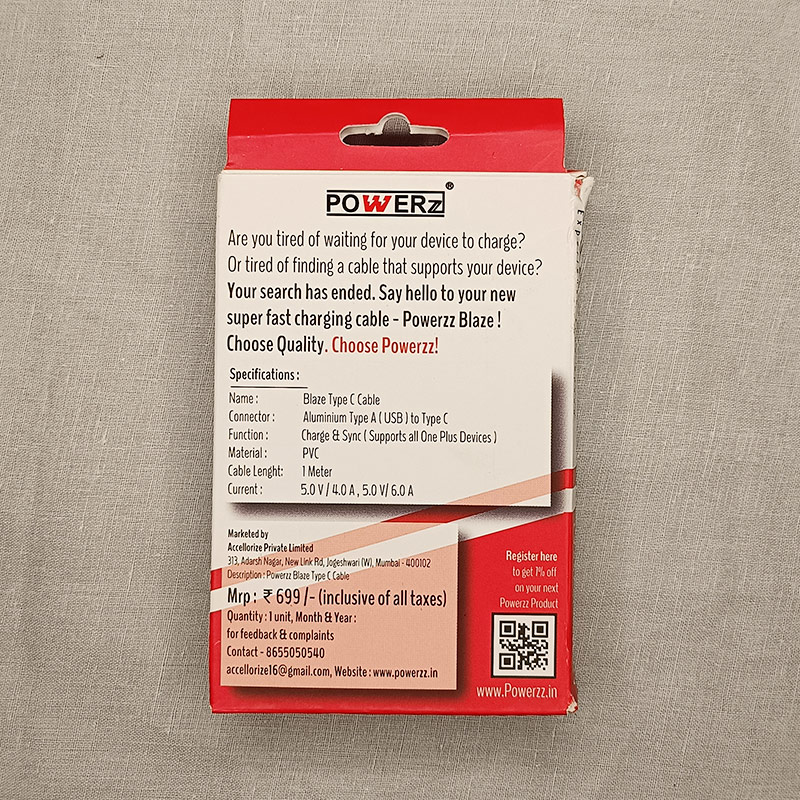 POWERzz®
Are you tired of waiting for your device to charge?
Or tired of finding a cable that supports your device?
Your search has ended. Say hello to your new
super fast charging cable - Powerzz Blaze !
Choose Quality. Choose Powerzz!
Specifications :
Name : Blaze Type C Cable
Connector : Aluminium Type A ( USB ) to Type C
Function : Charge & Sync ( Supports all One Plus Devices )
Material : PVC
Cable Lenght: 1 Meter
Current : 5.0 V / 4.0 A , 5.0 V/ 6.0 A
Marketed by
Accellorize Private Limited
313, Adarsh Nagar, New Link Rd, Jogeshwari (W), Mumbai - 400102
Description : Powerzz Blaze Type C Cable
Mrp : ₹ 699 /- (inclusive of all taxes)
Quantity : 1 unit, Month & Year :
for feedback & complaints
Contact - 8655050540
accellorize16@gmail.com, Website : www.powerzz.in
Register here
to get 7% off
on your next
Powerzz Product
www.Powerzz.in